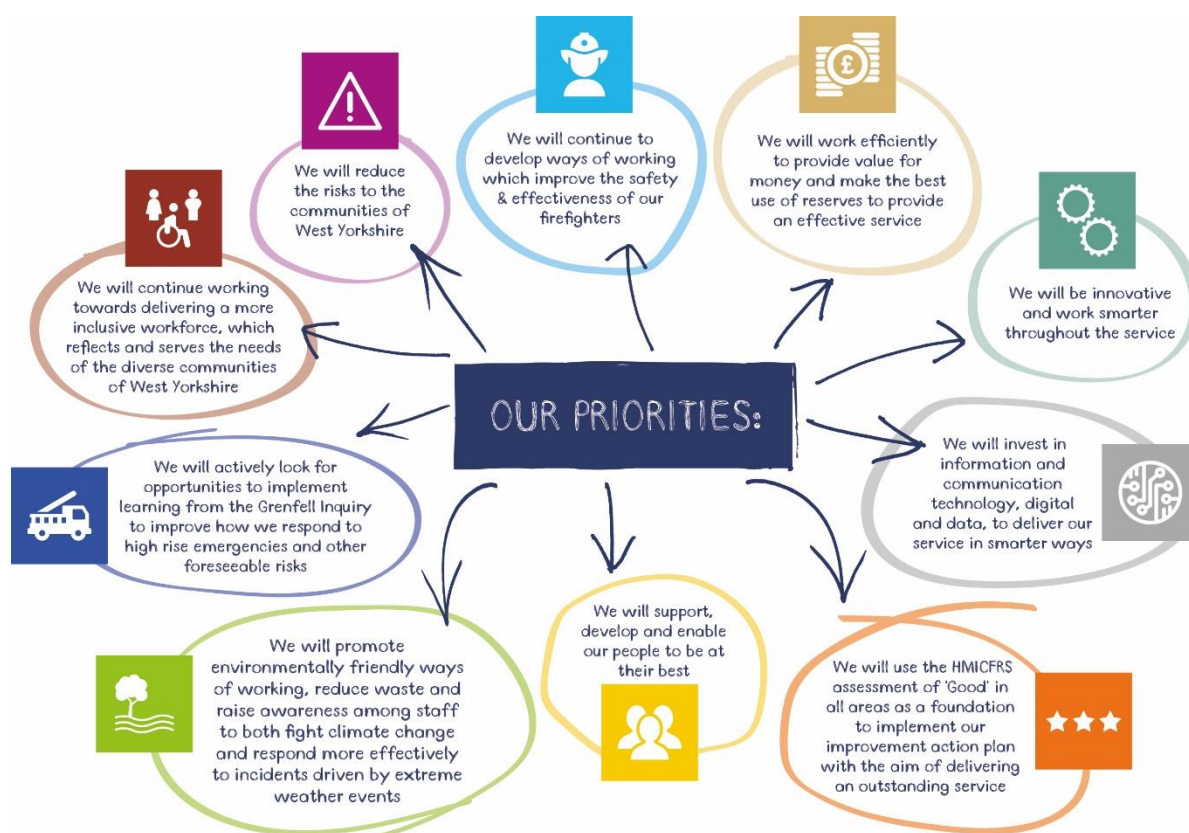 We will reduce
the risks to the
communities of
West Yorkshire
We will continue to
develop ways of working
which improve the safety
& effectiveness of our
firefighters
£
We will work efficiently
to provide value for
money and make the best
use of reserves to provide
an effective service
We will continue working
towards delivering a more
inclusive workforce, which
reflects and serves the needs
of the diverse communities
of West Yorkshire
We will be innovative
and work smarter
throughout the service
OUR PRIORITIES:
We will actively look for
opportunities to implement
learning from the Grenfell Inquiry
to improve how we respond to
high rise emergencies and other
foreseeable risks
We will invest in
information and
communication
technology, digital
and data, to deliver our
service in smarter ways
We will promote
environmentally friendly ways
of working, reduce waste and
raise awareness among staff
to both fight climate change
and respond more effectively
to incidents driven by extreme
weather events
We will support,
develop and enable
our people to be at
their best
We will use the HMICFRS
assessment of 'Good' in
all areas as a foundation
to implement our
improvement action plan
with the aim of delivering
an outstanding service